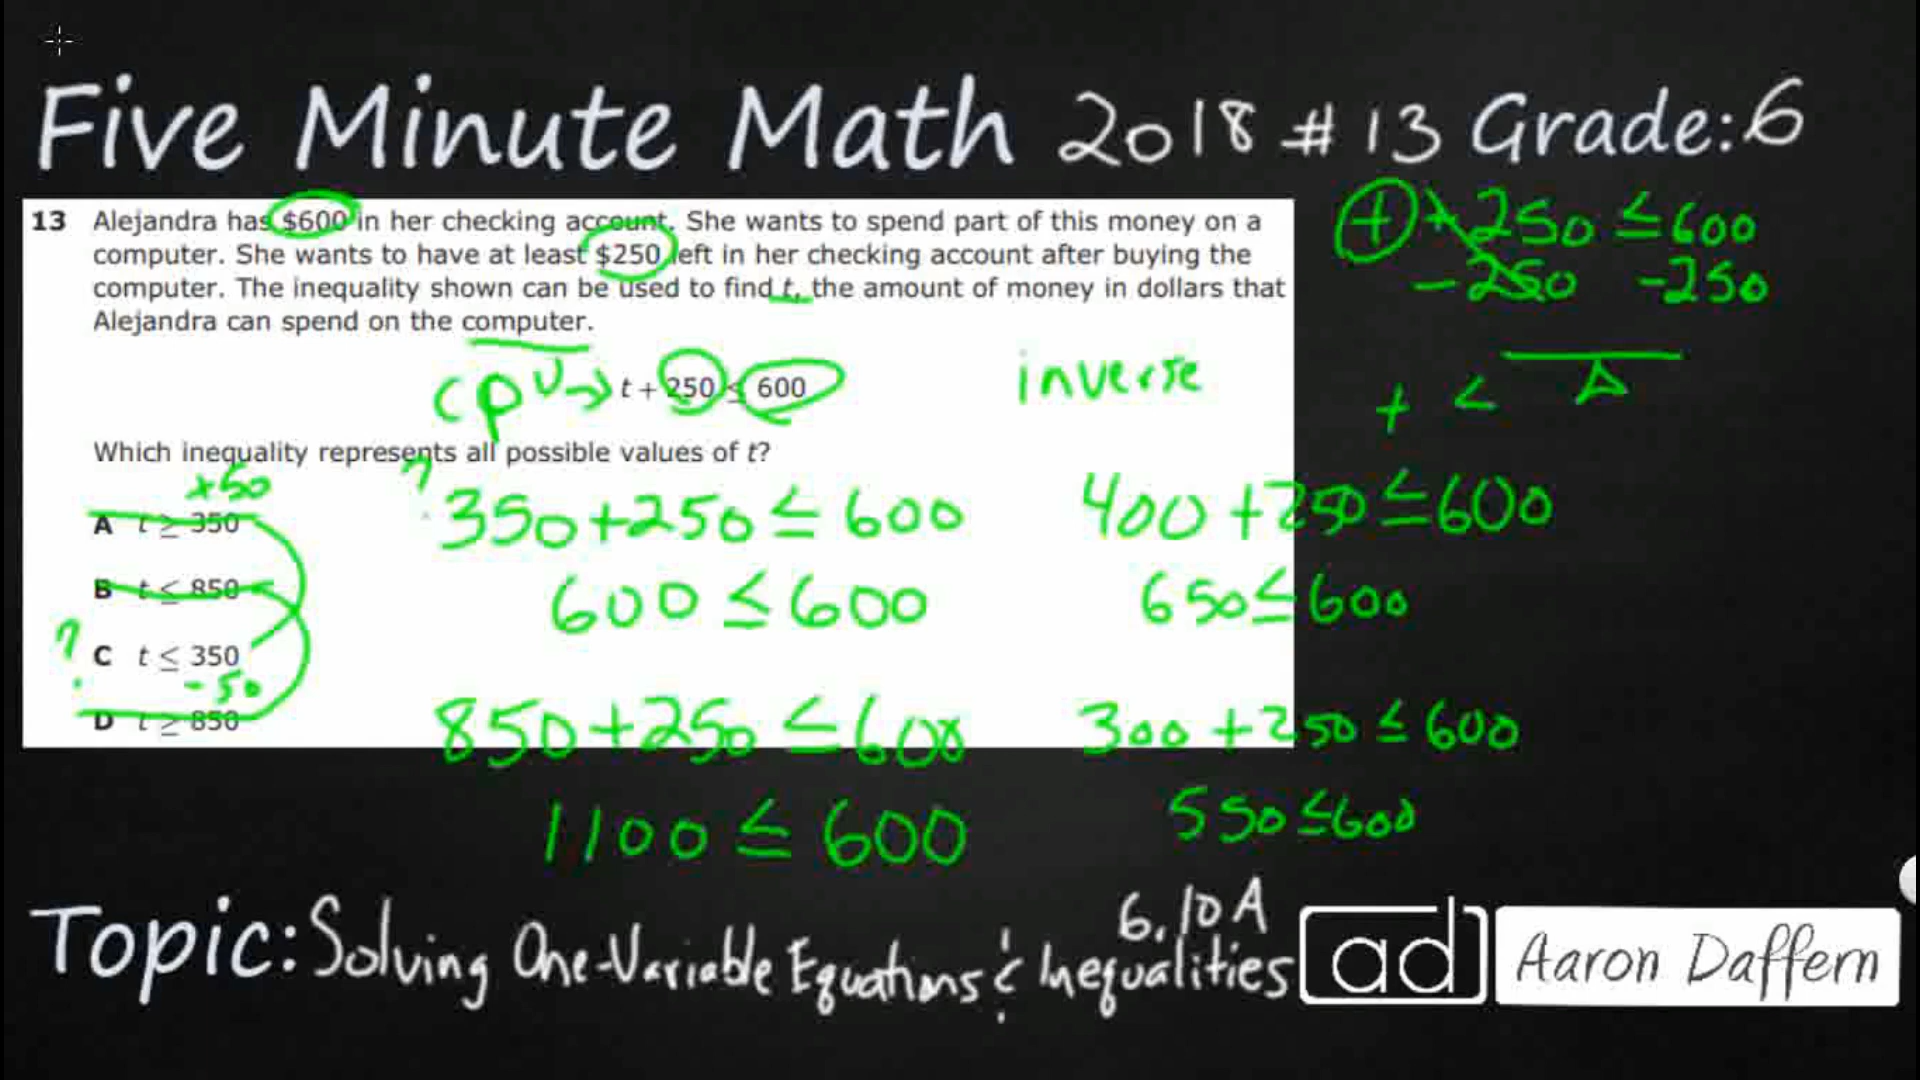 Five Minute Math 2018 #13 Grade: 6
13 Alejandra has $600 in her checking account. She wants to spend part of this money on a
computer. She wants to have at least $250 left in her checking account after buying the
computer. The inequality shown can be used to find t, the amount of money in dollars that
Alejandra can spend on the computer.
t + 250 ≤ 600
- 250 -250
cpu → t + 250 ≤ 600
inverse
+ <
Which inequality represents all possible values of t?
+50
A t ≥ 350
B t ≤ 850
? C t ≤ 350
-50
D t ≥ 850
? 350+250 ≤ 600
600 ≤ 600
400 +250 ≤ 600
650 ≤ 600
850+250 ≤ 600
1100 ≤ 600
300 +250 ≤ 600
550 ≤ 600
6.10A
Topic: Solving One-Variable Equations & Inequalities
ad Aaron Daffern